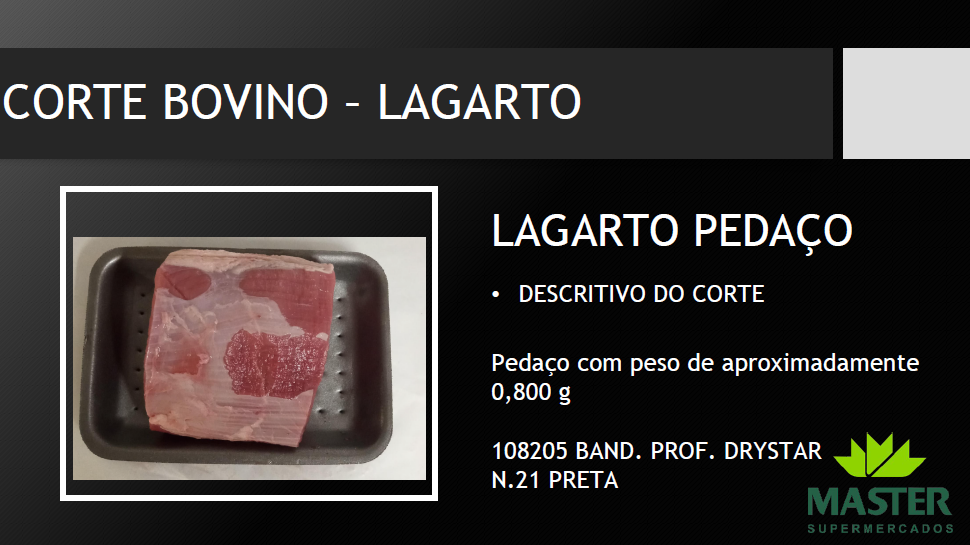 CORTE BOVINO – LAGARTO
LAGARTO PEDAÇO
• DESCRITIVO DO CORTE
Pedaço com peso de aproximadamente
0,800 g
108205 BAND. PROF. DRYSTAR
N.21 PRETA
MASTER
SUPERMERCADOS